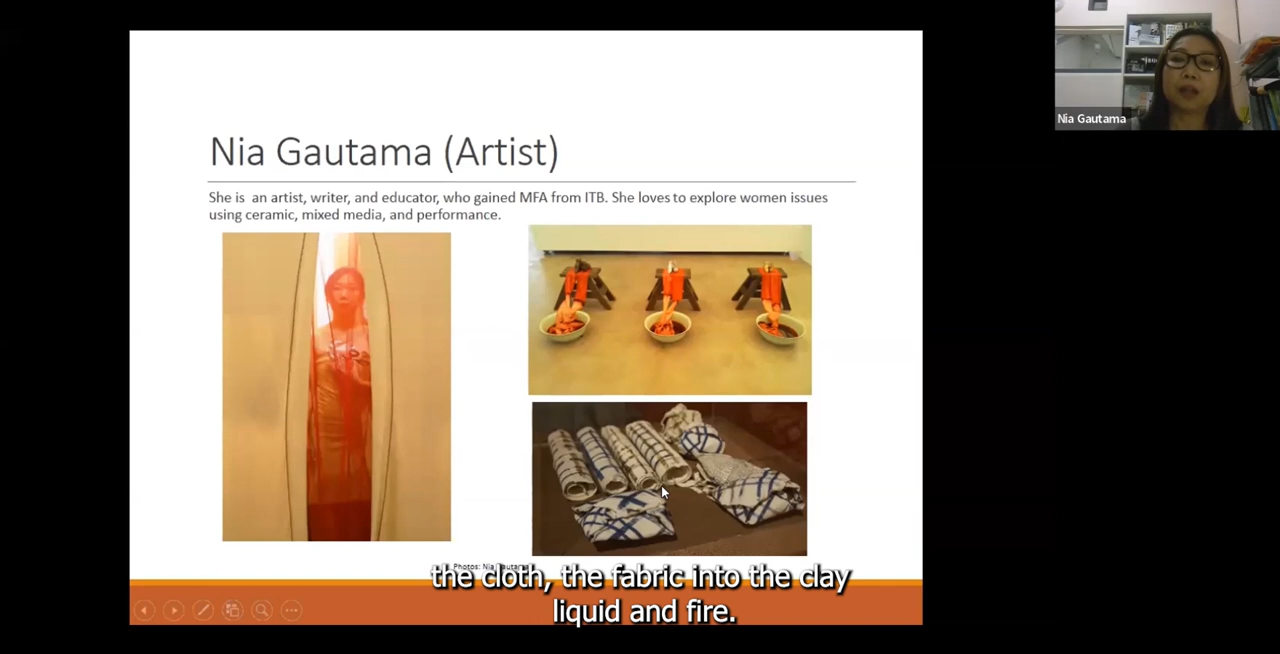 Nia Gautama (Artist)
She is an artist, writer, and educator, who gained MFA from ITB. She loves to explore women issues
using ceramic, mixed media, and performance.
Photos: Nia Gautama
the cloth, the fabric into the clay
liquid and fire.
Nia Gautama